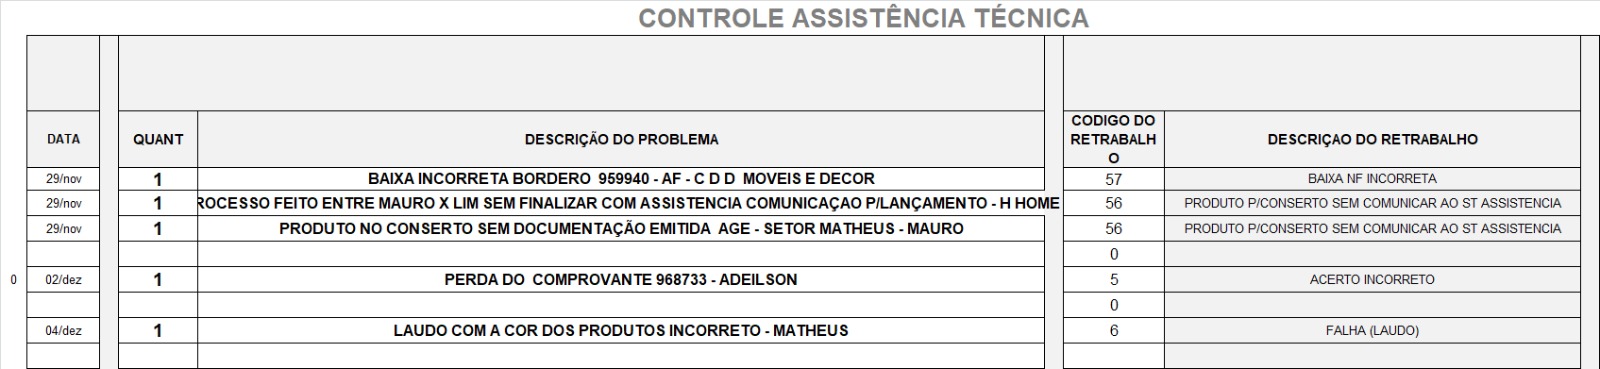 CONTROLE ASSISTÊNCIA TÉCNICA
DATA QUANT DESCRIÇÃO DO PROBLEMA CODIGO DO RETRABALHO DESCRIÇAO DO RETRABALHO
29/nov 1 BAIXA INCORRETA BORDERO 959940 - AF - C D D MOVEIS E DECOR 57 BAIXA NF INCORRETA
29/nov 1 ROCESSO FEITO ENTRE MAURO X LIM SEM FINALIZAR COM ASSISTENCIA COMUNICAÇAO P/LANÇAMENTO - H HOME 56 PRODUTO P/CONSERTO SEM COMUNICAR AO ST ASSISTENCIA
29/nov 1 PRODUTO NO CONSERTO SEM DOCUMENTAÇÃO EMITIDA AGE - SETOR MATHEUS - MAURO 56 PRODUTO P/CONSERTO SEM COMUNICAR AO ST ASSISTENCIA
0
0 02/dez 1 PERDA DO COMPROVANTE 968733 - ADEILSON 5 ACERTO INCORRETO
0
04/dez 1 LAUDO COM A COR DOS PRODUTOS INCORRETO - MATHEUS 6 FALHA (LAUDO)